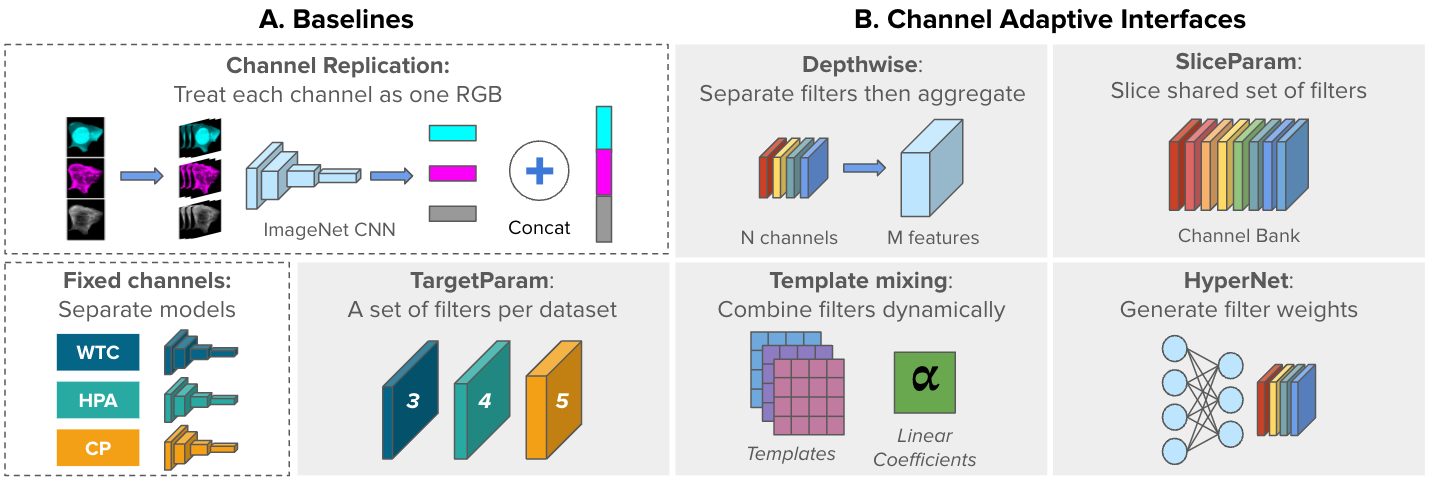 A. Baselines
B. Channel Adaptive Interfaces
Channel Replication:
Treat each channel as one RGB
ImageNet CNN
Concat
Depthwise:
Separate filters then aggregate
N channels
M features
SliceParam:
Slice shared set of filters
Channel Bank
Fixed channels:
Separate models
WTC
HPA
CP
TargetParam:
A set of filters per dataset
3
4
5
Template mixing:
Combine filters dynamically
Templates
α
Linear
Coefficients
HyperNet:
Generate filter weights